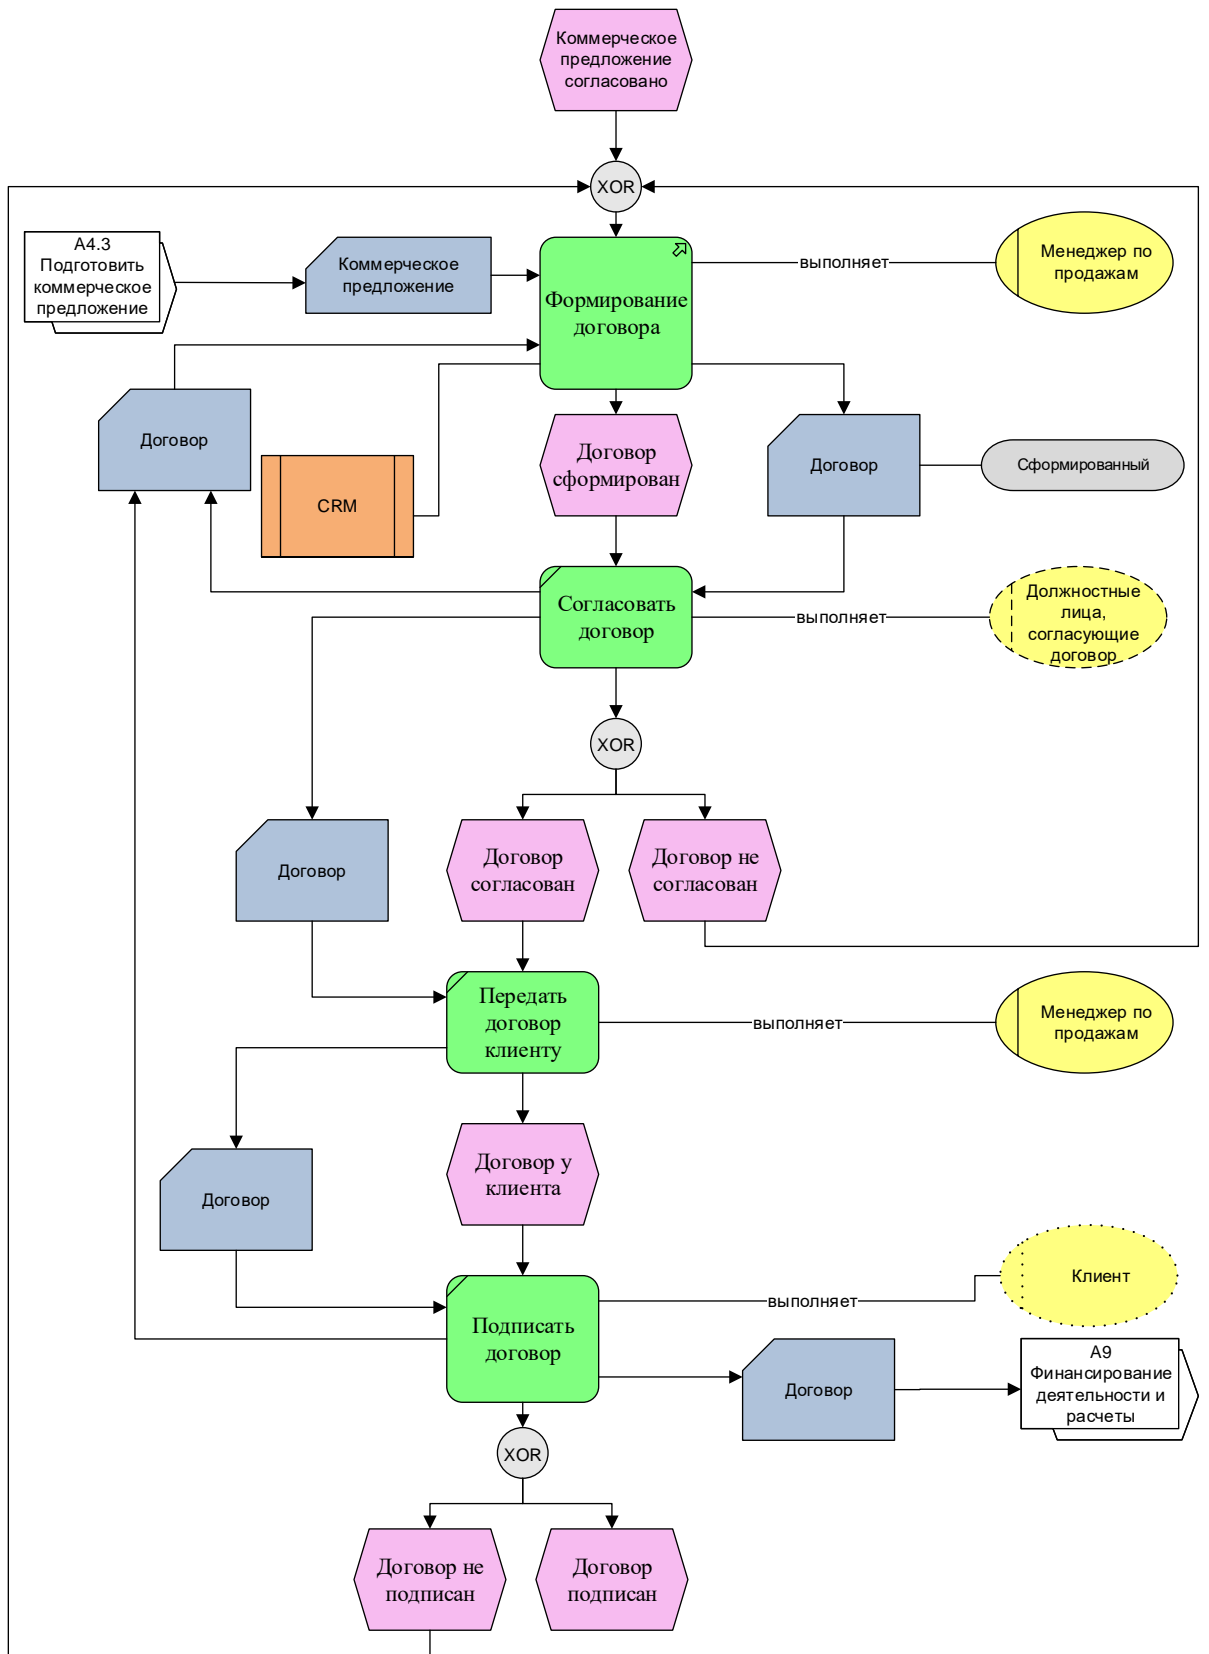 Коммерческое
предложение
согласовано
XOR
A4.3
Подготовить
коммерческое
предложение
Коммерческое
предложение
Формирование
договора
выполняет
Менеджер по
продажам
Договор
CRM
Договор
сформирован
Договор
Сформированный
Согласовать
договор
выполняет
Должностные
лица,
согласующие
договор
XOR
Договор
Договор
согласован
Договор не
согласован
Передать
договор
клиенту
выполняет
Менеджер по
продажам
Договор
Договор у
клиента
Подписать
договор
выполняет
Клиент
Договор
A9
Финансирование
деятельности и
расчеты
XOR
Договор не
подписан
Договор
подписан